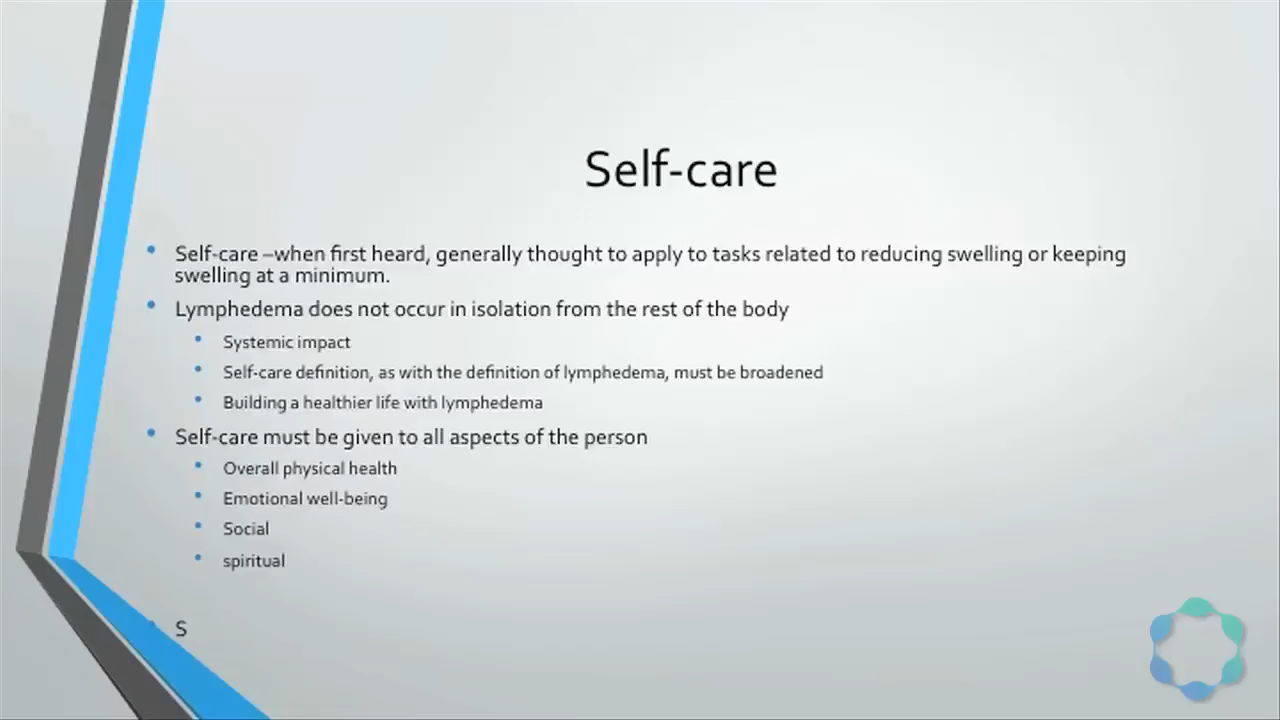 Self-care
• Self-care –when first heard, generally thought to apply to tasks related to reducing swelling or keeping
swelling at a minimum.
• Lymphedema does not occur in isolation from the rest of the body
• Systemic impact
• Self-care definition, as with the definition of lymphedema, must be broadened
• Building a healthier life with lymphedema
• Self-care must be given to all aspects of the person
• Overall physical health
• Emotional well-being
• Social
• spiritual
• S